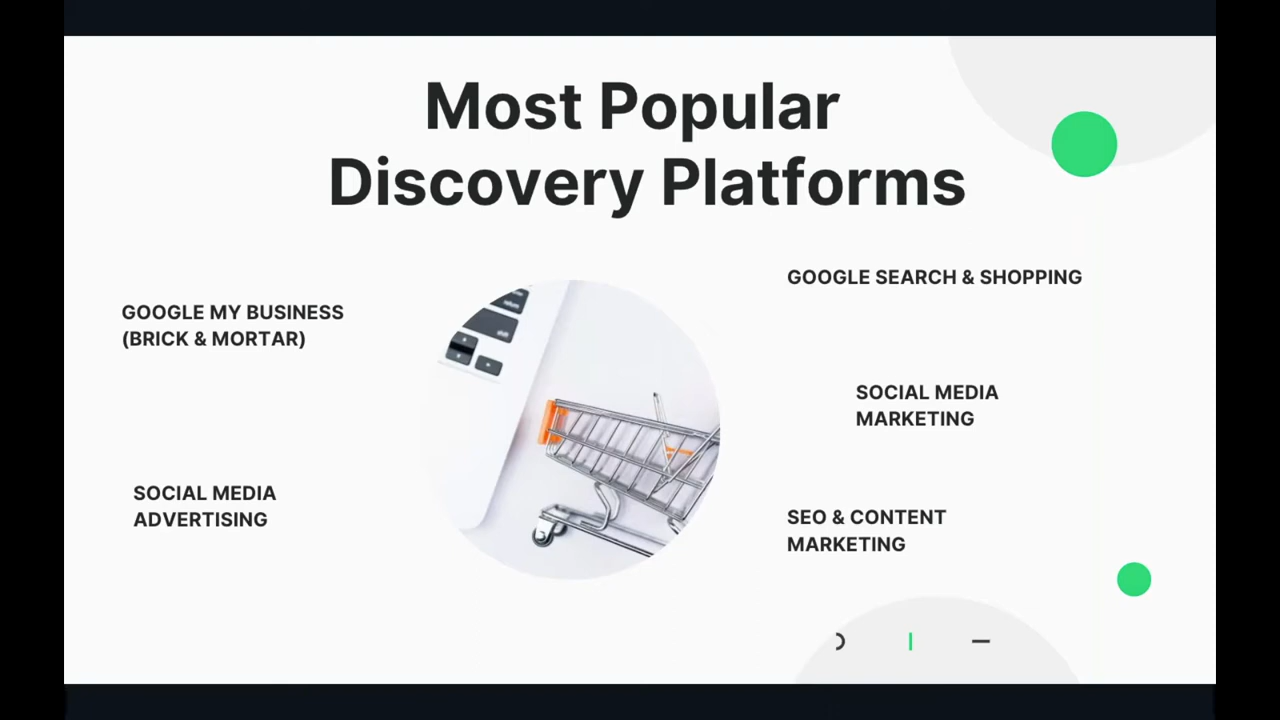 Most Popular
Discovery Platforms
GOOGLE MY BUSINESS
(BRICK & MORTAR)
SOCIAL MEDIA
ADVERTISING
GOOGLE SEARCH & SHOPPING
SOCIAL MEDIA
MARKETING
SEO & CONTENT
MARKETING